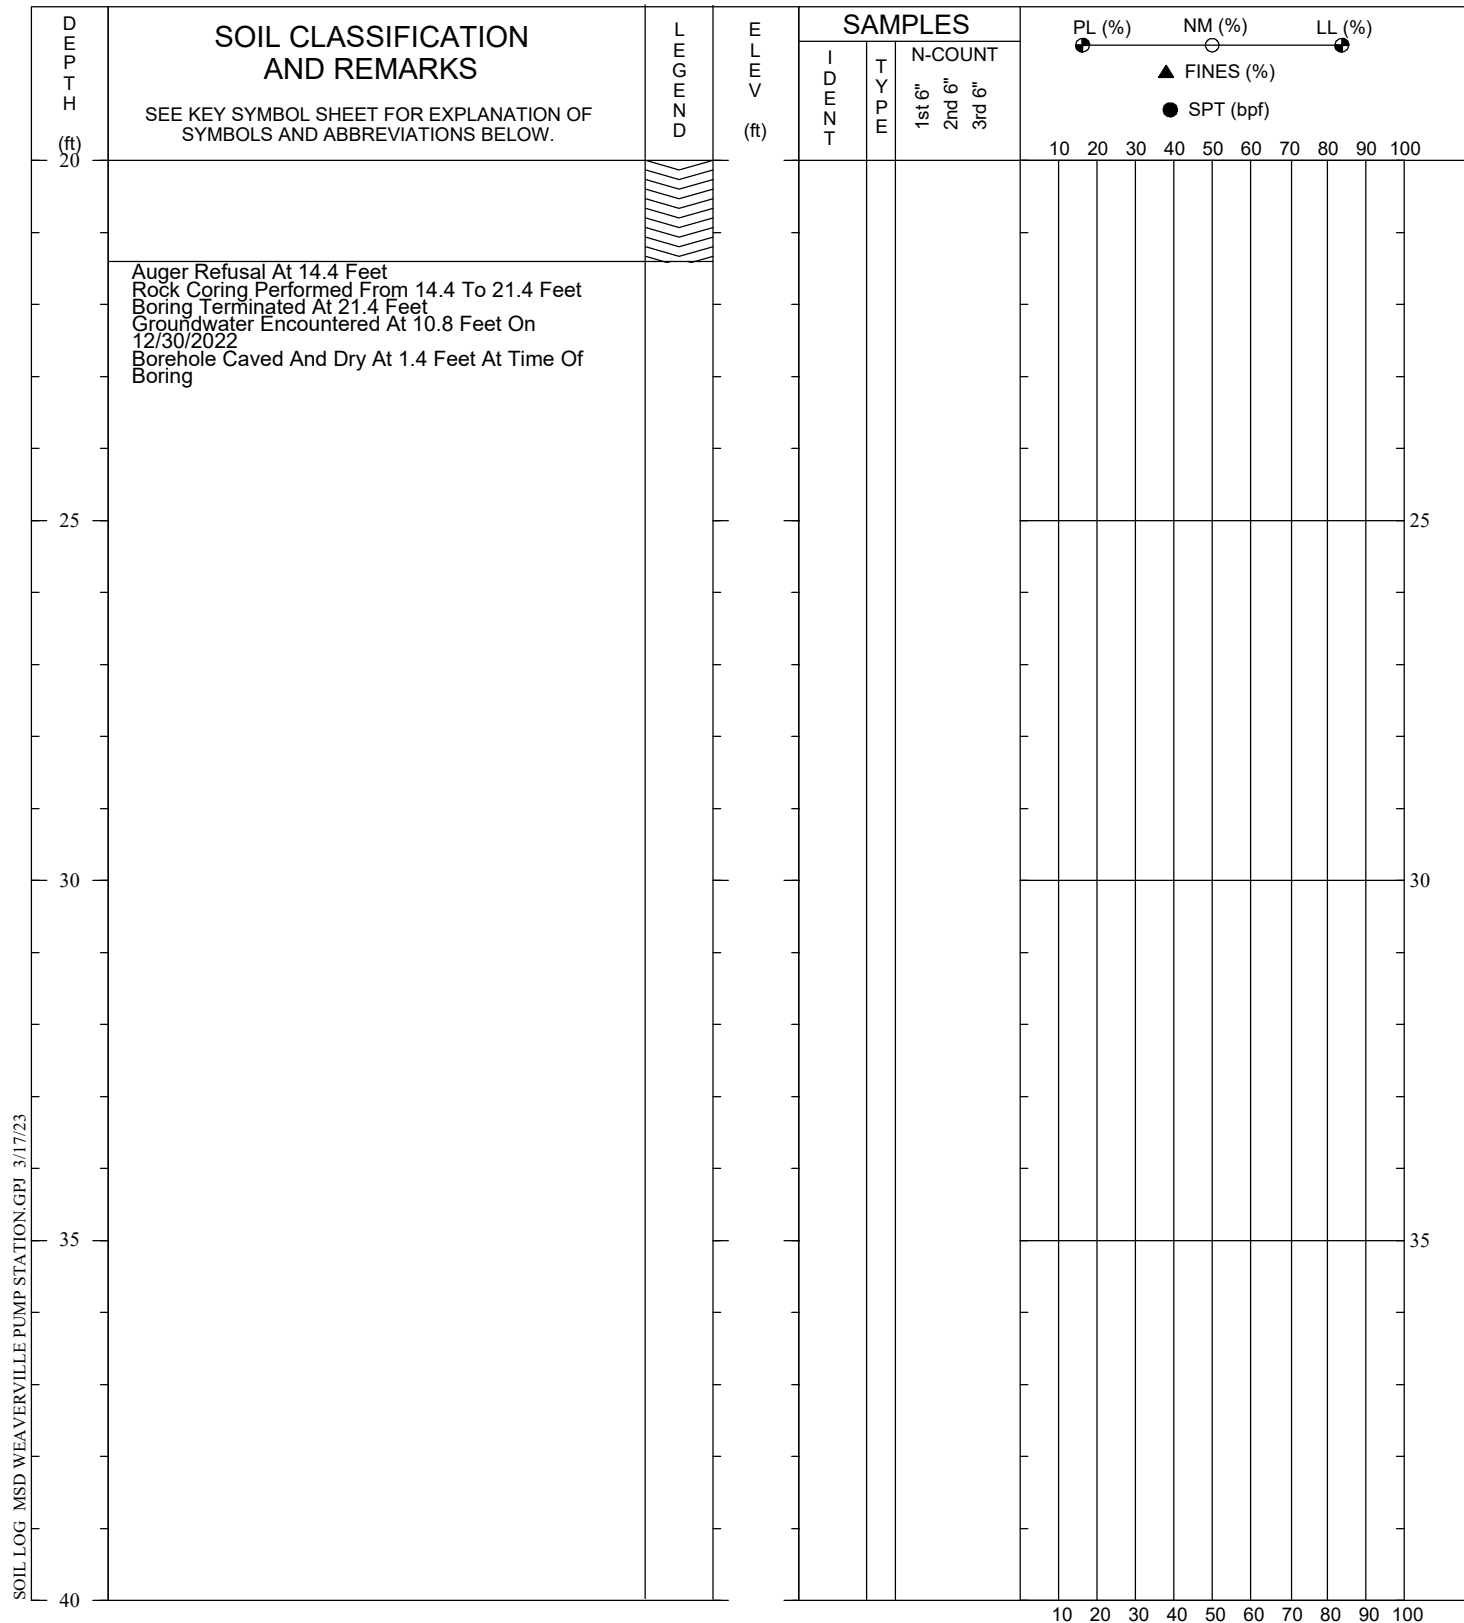 DEPTH
(ft)
SOIL CLASSIFICATION
AND REMARKS
SEE KEY SYMBOL SHEET FOR EXPLANATION OF
SYMBOLS AND ABBREVIATIONS BELOW.
LEGEND
ELEV
(ft)
SAMPLES
IDENT
TYPE
N-COUNT
1st 6"
2nd 6"
3rd 6"
PL (%)
NM (%)
LL (%)
FINES (%)
SPT (bpf)
10 20 30 40 50 60 70 80 90 100
20
Auger Refusal At 14.4 Feet
Rock Coring Performed From 14.4 To 21.4 Feet
Boring Terminated At 21.4 Feet
Groundwater Encountered At 10.8 Feet On
12/30/2022
Borehole Caved And Dry At 1.4 Feet At Time Of
Boring
25
25
30
30
35
35
40
10 20 30 40 50 60 70 80 90 100
SOIL LOG MSD WEAVERVILLE PUMP STATION.GPJ 3/17/23